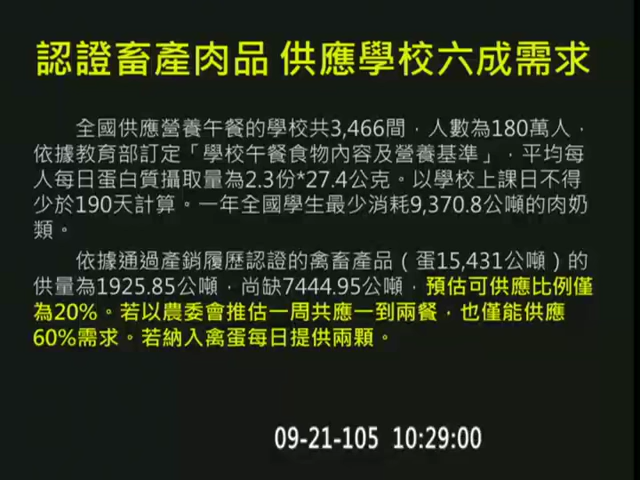 認證畜產肉品 供應學校六成需求
全國供應營養午餐的學校共3,466間，人數為180萬人，
依據教育部訂定「學校午餐食物內容及營養基準」，平均每
人每日蛋白質攝取量為2.3份*27.4公克。以學校上課日不得
少於190天計算。一年全國學生最少消耗9,370.8公噸的肉奶
類。
依據通過產銷履歷認證的禽畜產品（蛋15,431公噸）的
供量為1925.85公噸，尚缺7444.95公噸，預估可供應比例僅
為20%。若以農委會推估一周共應一到兩餐，也僅能供應
60%需求。若納入禽蛋每日提供兩顆。
09-21-105 10:29:00